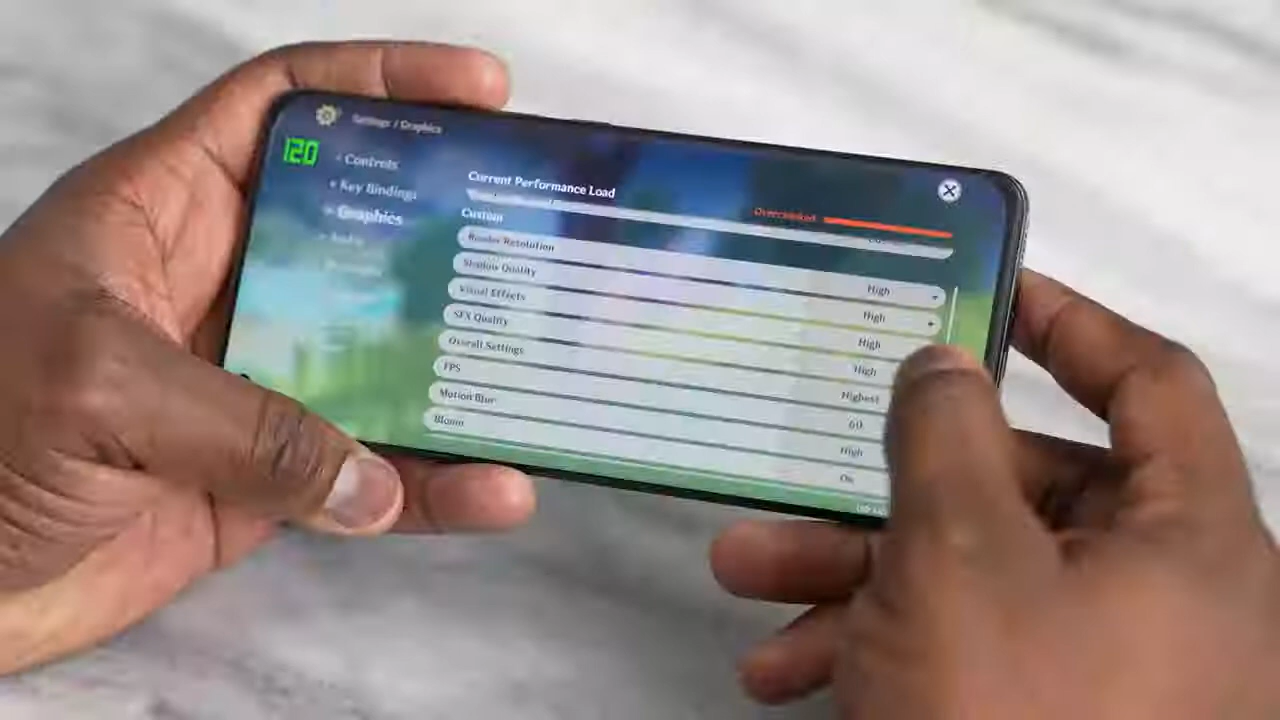 Settings / Graphics
120
Controls
Key Bindings
Graphics
Current Performance Load
Overclocked
Custom
Render Resolution High
Shadow Quality High
Visual Effects High
SFX Quality High
Overall Settings Highest
FPS 60
Motion Blur High
Bloom On